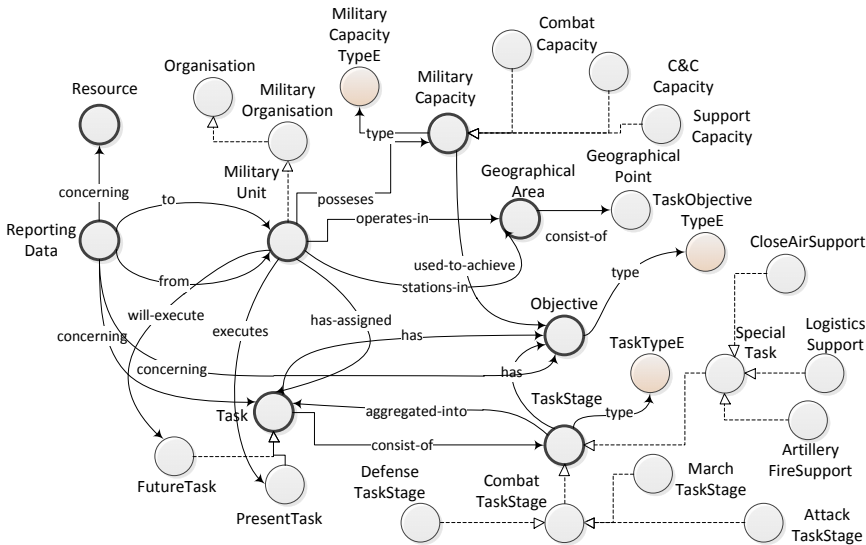 Military
Capacity
TypeE
Combat
Capacity
Organisation
Military
Organisation
Military
Capacity
C&C
Capacity
Resource
Support
Capacity
type
Military
Unit
Geographical
Area
Geographical
Point
concerning
to
posseses
operates-in
TaskObjective
TypeE
Reporting
Data
consist-of
CloseAirSupport
from
stations-in
used-to-achieve
type
will-execute
Objective
executes
has-assigned
concerning
has
TaskTypeE
Special
Task
Logistics
Support
concerning
has
TaskStage
Task
aggregated-into
type
consist-of
Artillery
FireSupport
FutureTask
Defense
TaskStage
Combat
TaskStage
March
TaskStage
PresentTask
Attack
TaskStage